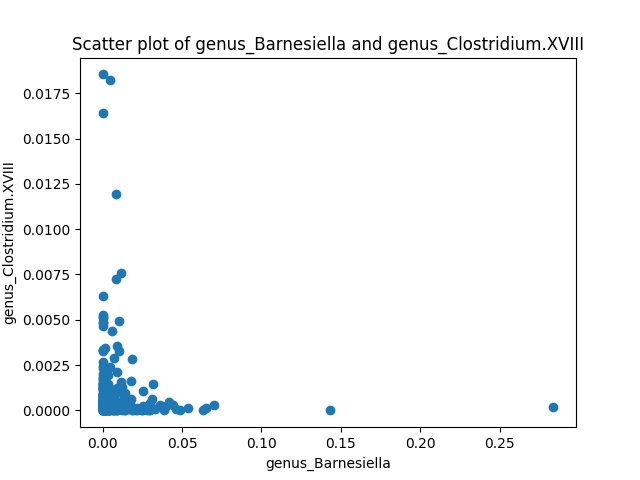 Scatter plot of genus_Barnesiella and genus_Clostridium.XVIII
genus_Clostridium.XVIII
0.0175
0.0150
0.0125
0.0100
0.0075
0.0050
0.0025
0.0000
0.00 0.05 0.10 0.15 0.20 0.25
genus_Barnesiella